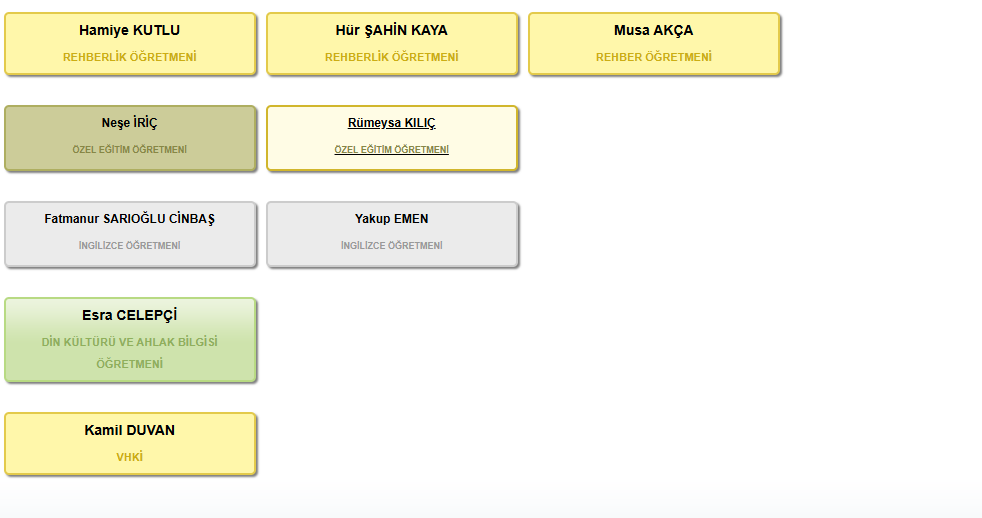 Hamiye KUTLU
REHBERLİK ÖĞRETMENİ
Hür ŞAHİN KAYA
REHBERLİK ÖĞRETMENİ
Musa AKÇA
REHBER ÖĞRETMENİ
Neşe İRİÇ
ÖZEL EĞİTİM ÖĞRETMENİ
Rümeysa KILIÇ
ÖZEL EĞİTİM ÖĞRETMENİ
Fatmanur SARIOĞLU CİNBAŞ
İNGİLİZCE ÖĞRETMENİ
Yakup EMEN
İNGİLİZCE ÖĞRETMENİ
Esra CELEPÇİ
DİN KÜLTÜRÜ VE AHLAK BİLGİSİ
ÖĞRETMENİ
Kamil DUVAN
VHKİ